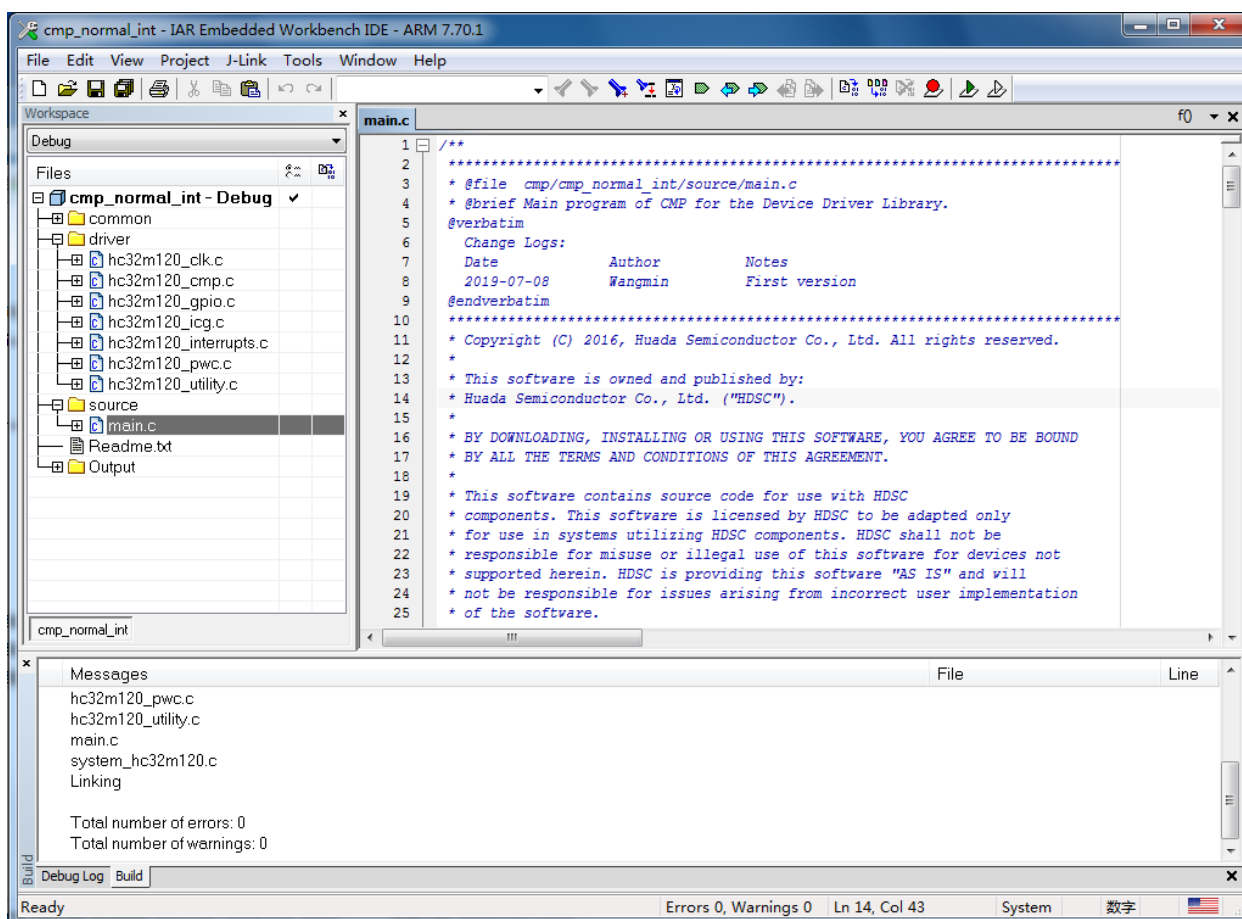 cmp_normal_int - IAR Embedded Workbench IDE - ARM 7.70.1
File Edit View Project J-Link Tools Window Help
Workspace
Debug
Files
cmp_normal_int - Debug
common
driver
hc32m120_clk.c
hc32m120_cmp.c
hc32m120_gpio.c
hc32m120_icg.c
hc32m120_interrupts.c
hc32m120_pwc.c
hc32m120_utility.c
source
main.c
Readme.txt
Output
cmp_normal_int
main.c
f()
1 /**
2 *******************************************************************************
3 * @file cmp/cmp_normal_int/source/main.c
4 * @brief Main program of CMP for the Device Driver Library.
5 @verbatim
6 Change Logs:
7 Date Author Notes
8 2019-07-08 Wangmin First version
9 @endverbatim
10 *******************************************************************************
11 * Copyright (C) 2016, Huada Semiconductor Co., Ltd. All rights reserved.
12 *
13 * This software is owned and published by:
14 * Huada Semiconductor Co., Ltd. ("HDSC").
15 *
16 * BY DOWNLOADING, INSTALLING OR USING THIS SOFTWARE, YOU AGREE TO BE BOUND
17 * BY ALL THE TERMS AND CONDITIONS OF THIS AGREEMENT.
18 *
19 * This software contains source code for use with HDSC
20 * components. This software is licensed by HDSC to be adapted only
21 * for use in systems utilizing HDSC components. HDSC shall not be
22 * responsible for misuse or illegal use of this software for devices not
23 * supported herein. HDSC is providing this software "AS IS" and will
24 * not be responsible for issues arising from incorrect user implementation
25 * of the software.
Messages File Line
hc32m120_pwc.c
hc32m120_utility.c
main.c
system_hc32m120.c
Linking
Total number of errors: 0
Total number of warnings: 0
Build
Debug Log Build
Ready Errors 0, Warnings 0 Ln 14, Col 43 System 数字